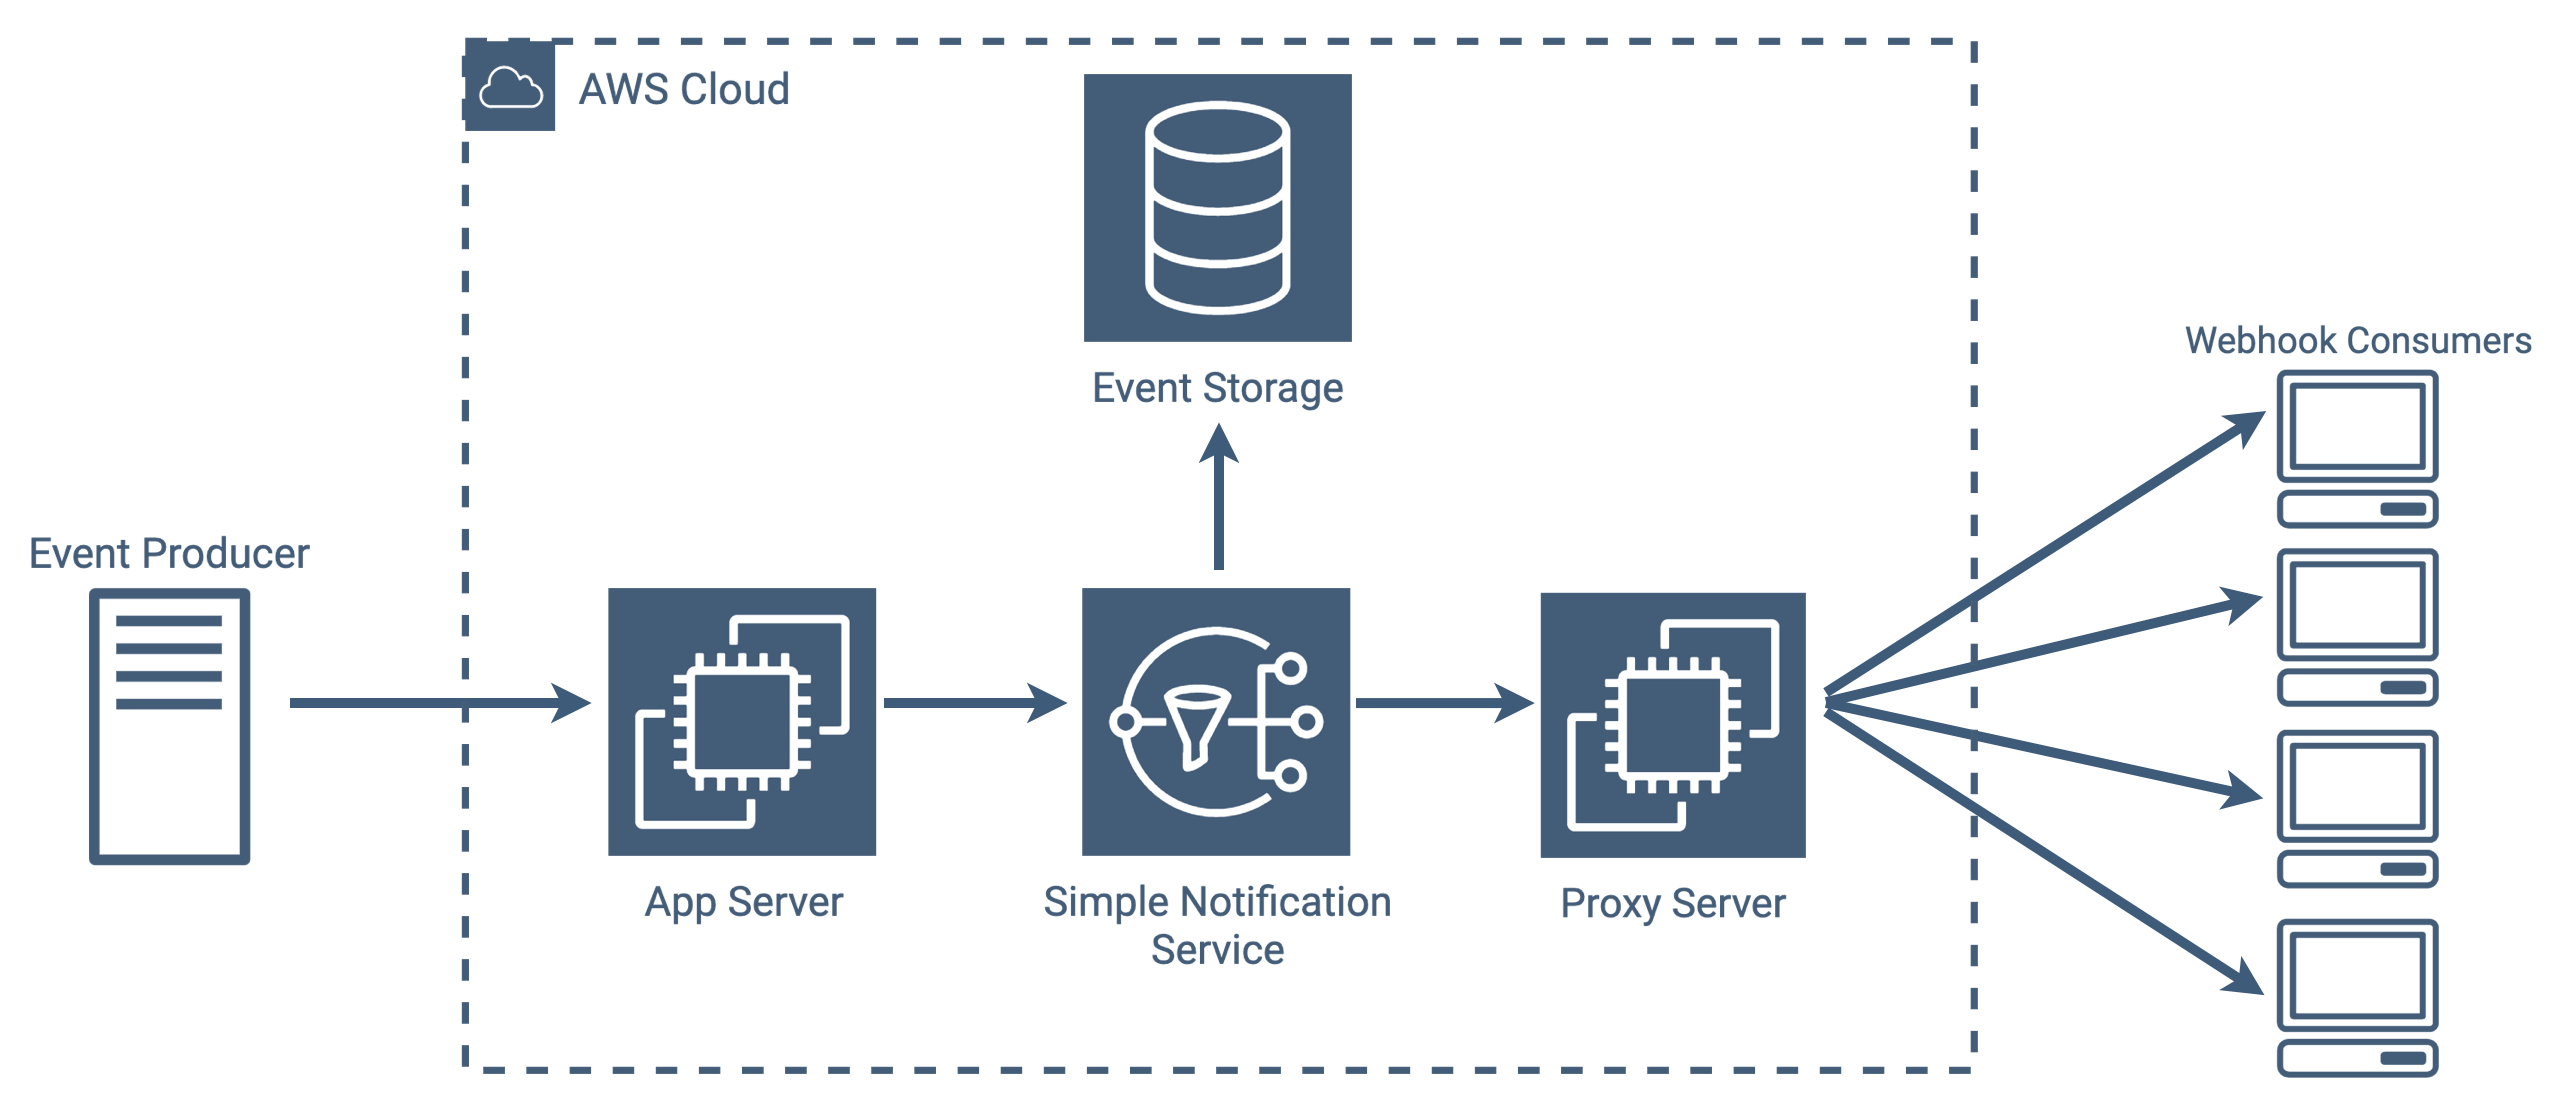 AWS Cloud
Event Storage
Webhook Consumers
Event Producer
App Server
Simple Notification
Service
Proxy Server